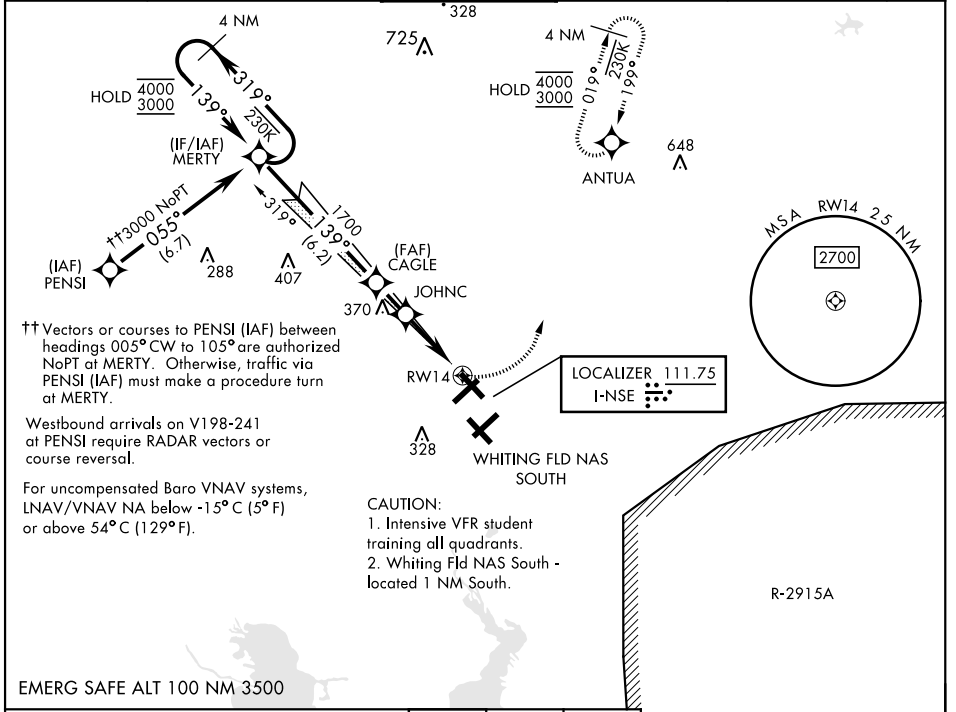 328
4 NM
725
4 NM
HOLD 4000
3000
319°
139°
230K
HOLD 4000
3000
019°
230K
199°
(IF/IAF)
MERTY
648
ANTUA
††3000 NoPT
055°
(6.7)
319°
1700
139°
(6.2)
MSA RW14 25 NM
2700
(IAF)
PENSI
288
407
(FAF)
CAGLE
JOHNC
370
†† Vectors or courses to PENSI (IAF) between
headings 005° CW to 105° are authorized
NoPT at MERTY. Otherwise, traffic via
PENSI (IAF) must make a procedure turn
at MERTY.
RW14
LOCALIZER 111.75
I-NSE
Westbound arrivals on V198-241
at PENSI require RADAR vectors or
course reversal.
328
WHITING FLD NAS
SOUTH
For uncompensated Baro VNAV systems,
LNAV/VNAV NA below -15°C (5°F)
or above 54°C (129°F).
CAUTION:
1. Intensive VFR student
training all quadrants.
2. Whiting Fld NAS South -
located 1 NM South.
R-2915A
EMERG SAFE ALT 100 NM 3500